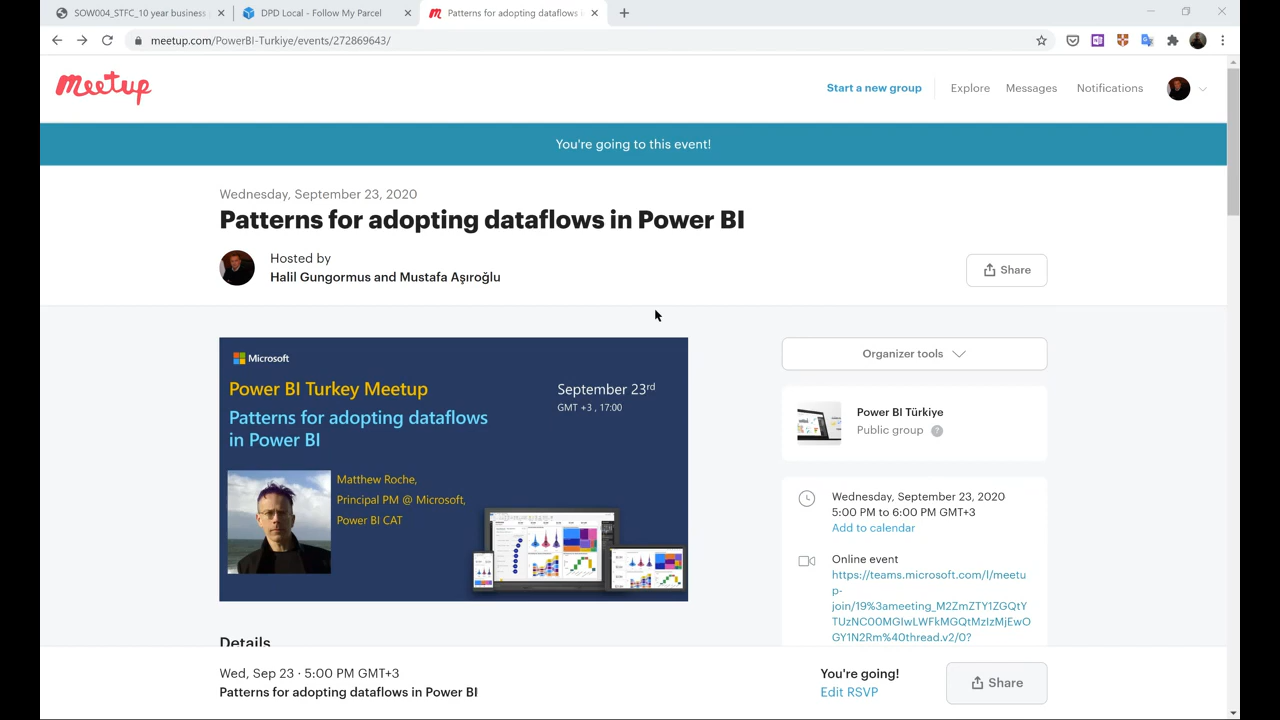 SOW004_STFC_10 year business
DPD Local - Follow My Parcel
Patterns for adopting dataflows in
meetup.com/PowerBI-Turkiye/events/272869643/
Meetup
Start a new group
Explore
Messages
Notifications
You're going to this event!
Wednesday, September 23, 2020
Patterns for adopting dataflows in Power BI
Hosted by
Halil Gungormus and Mustafa Aşıroğlu
Share
Microsoft
Power BI Turkey Meetup
September 23rd
GMT +3 , 17:00
Patterns for adopting dataflows
in Power BI
Matthew Roche,
Principal PM @ Microsoft,
Power BI CAT
Organizer tools
Power BI Türkiye
Public group ?
Wednesday, September 23, 2020
5:00 PM to 6:00 PM GMT+3
Add to calendar
Online event
https://teams.microsoft.com/l/meetu
p-
join/19%3ameeting_M2ZmZTY1ZGQtY
TUzNC00MGIwLWFkMGQtMzIzMjEwO
GY1N2Rm%40thread.v2/0?
Details
Wed, Sep 23 · 5:00 PM GMT+3
Patterns for adopting dataflows in Power BI
You're going!
Edit RSVP
Share